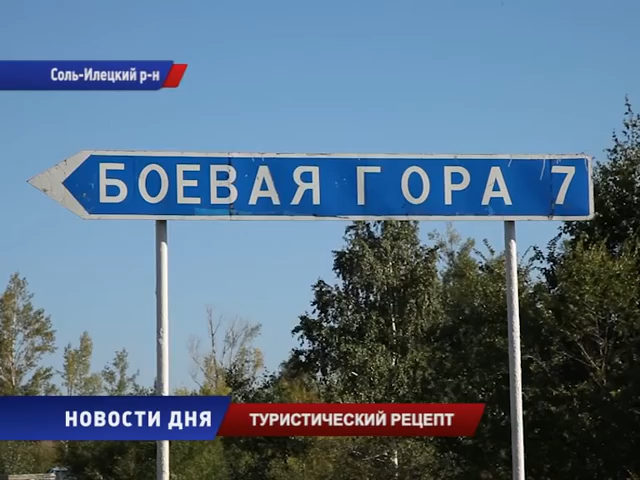 Соль-Илецкий р-н
БОЕВАЯ ГОРА 7
НОВОСТИ ДНЯ
ТУРИСТИЧЕСКИЙ РЕЦЕПТ